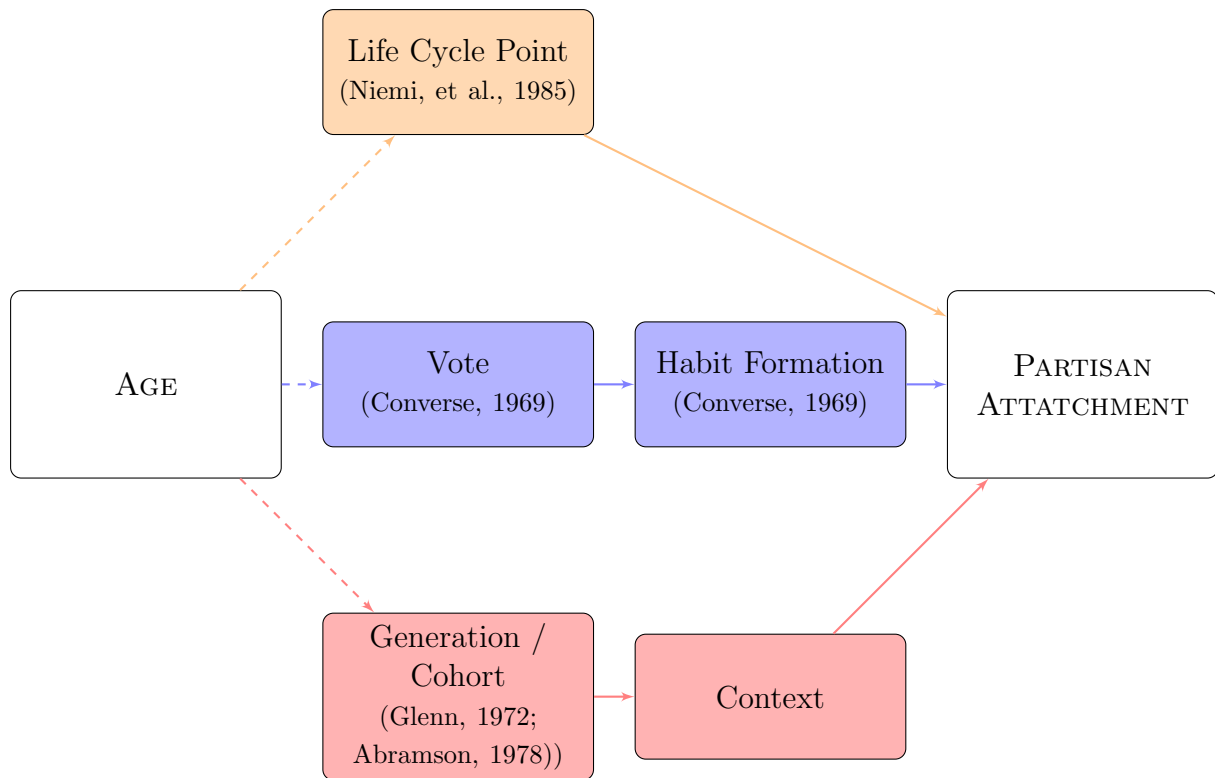 Life Cycle Point
(Niemi, et al., 1985)
AGE
Vote
(Converse, 1969)
Habit Formation
(Converse, 1969)
PARTISAN
ATTATCHMENT
Generation /
Cohort
(Glenn, 1972;
Abramson, 1978))
Context